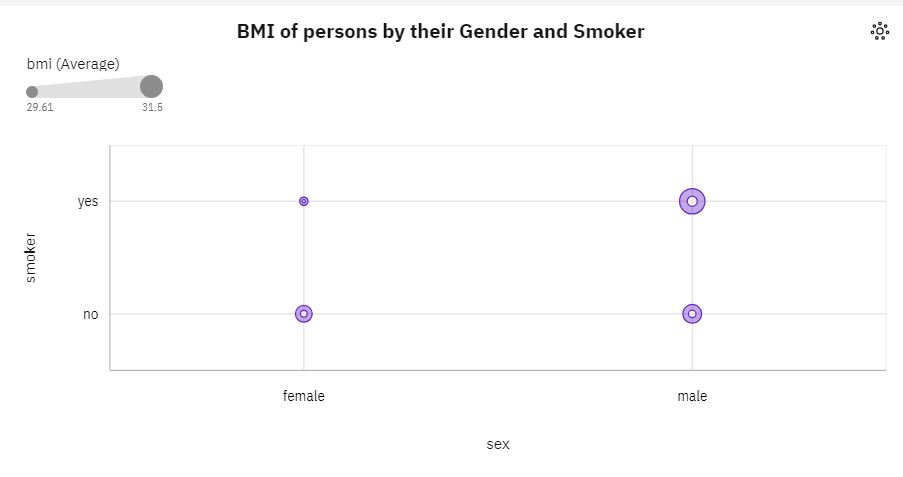 BMI of persons by their Gender and Smoker
bmi (Average)
29.61
31.5
yes
smoker
no
female
male
sex